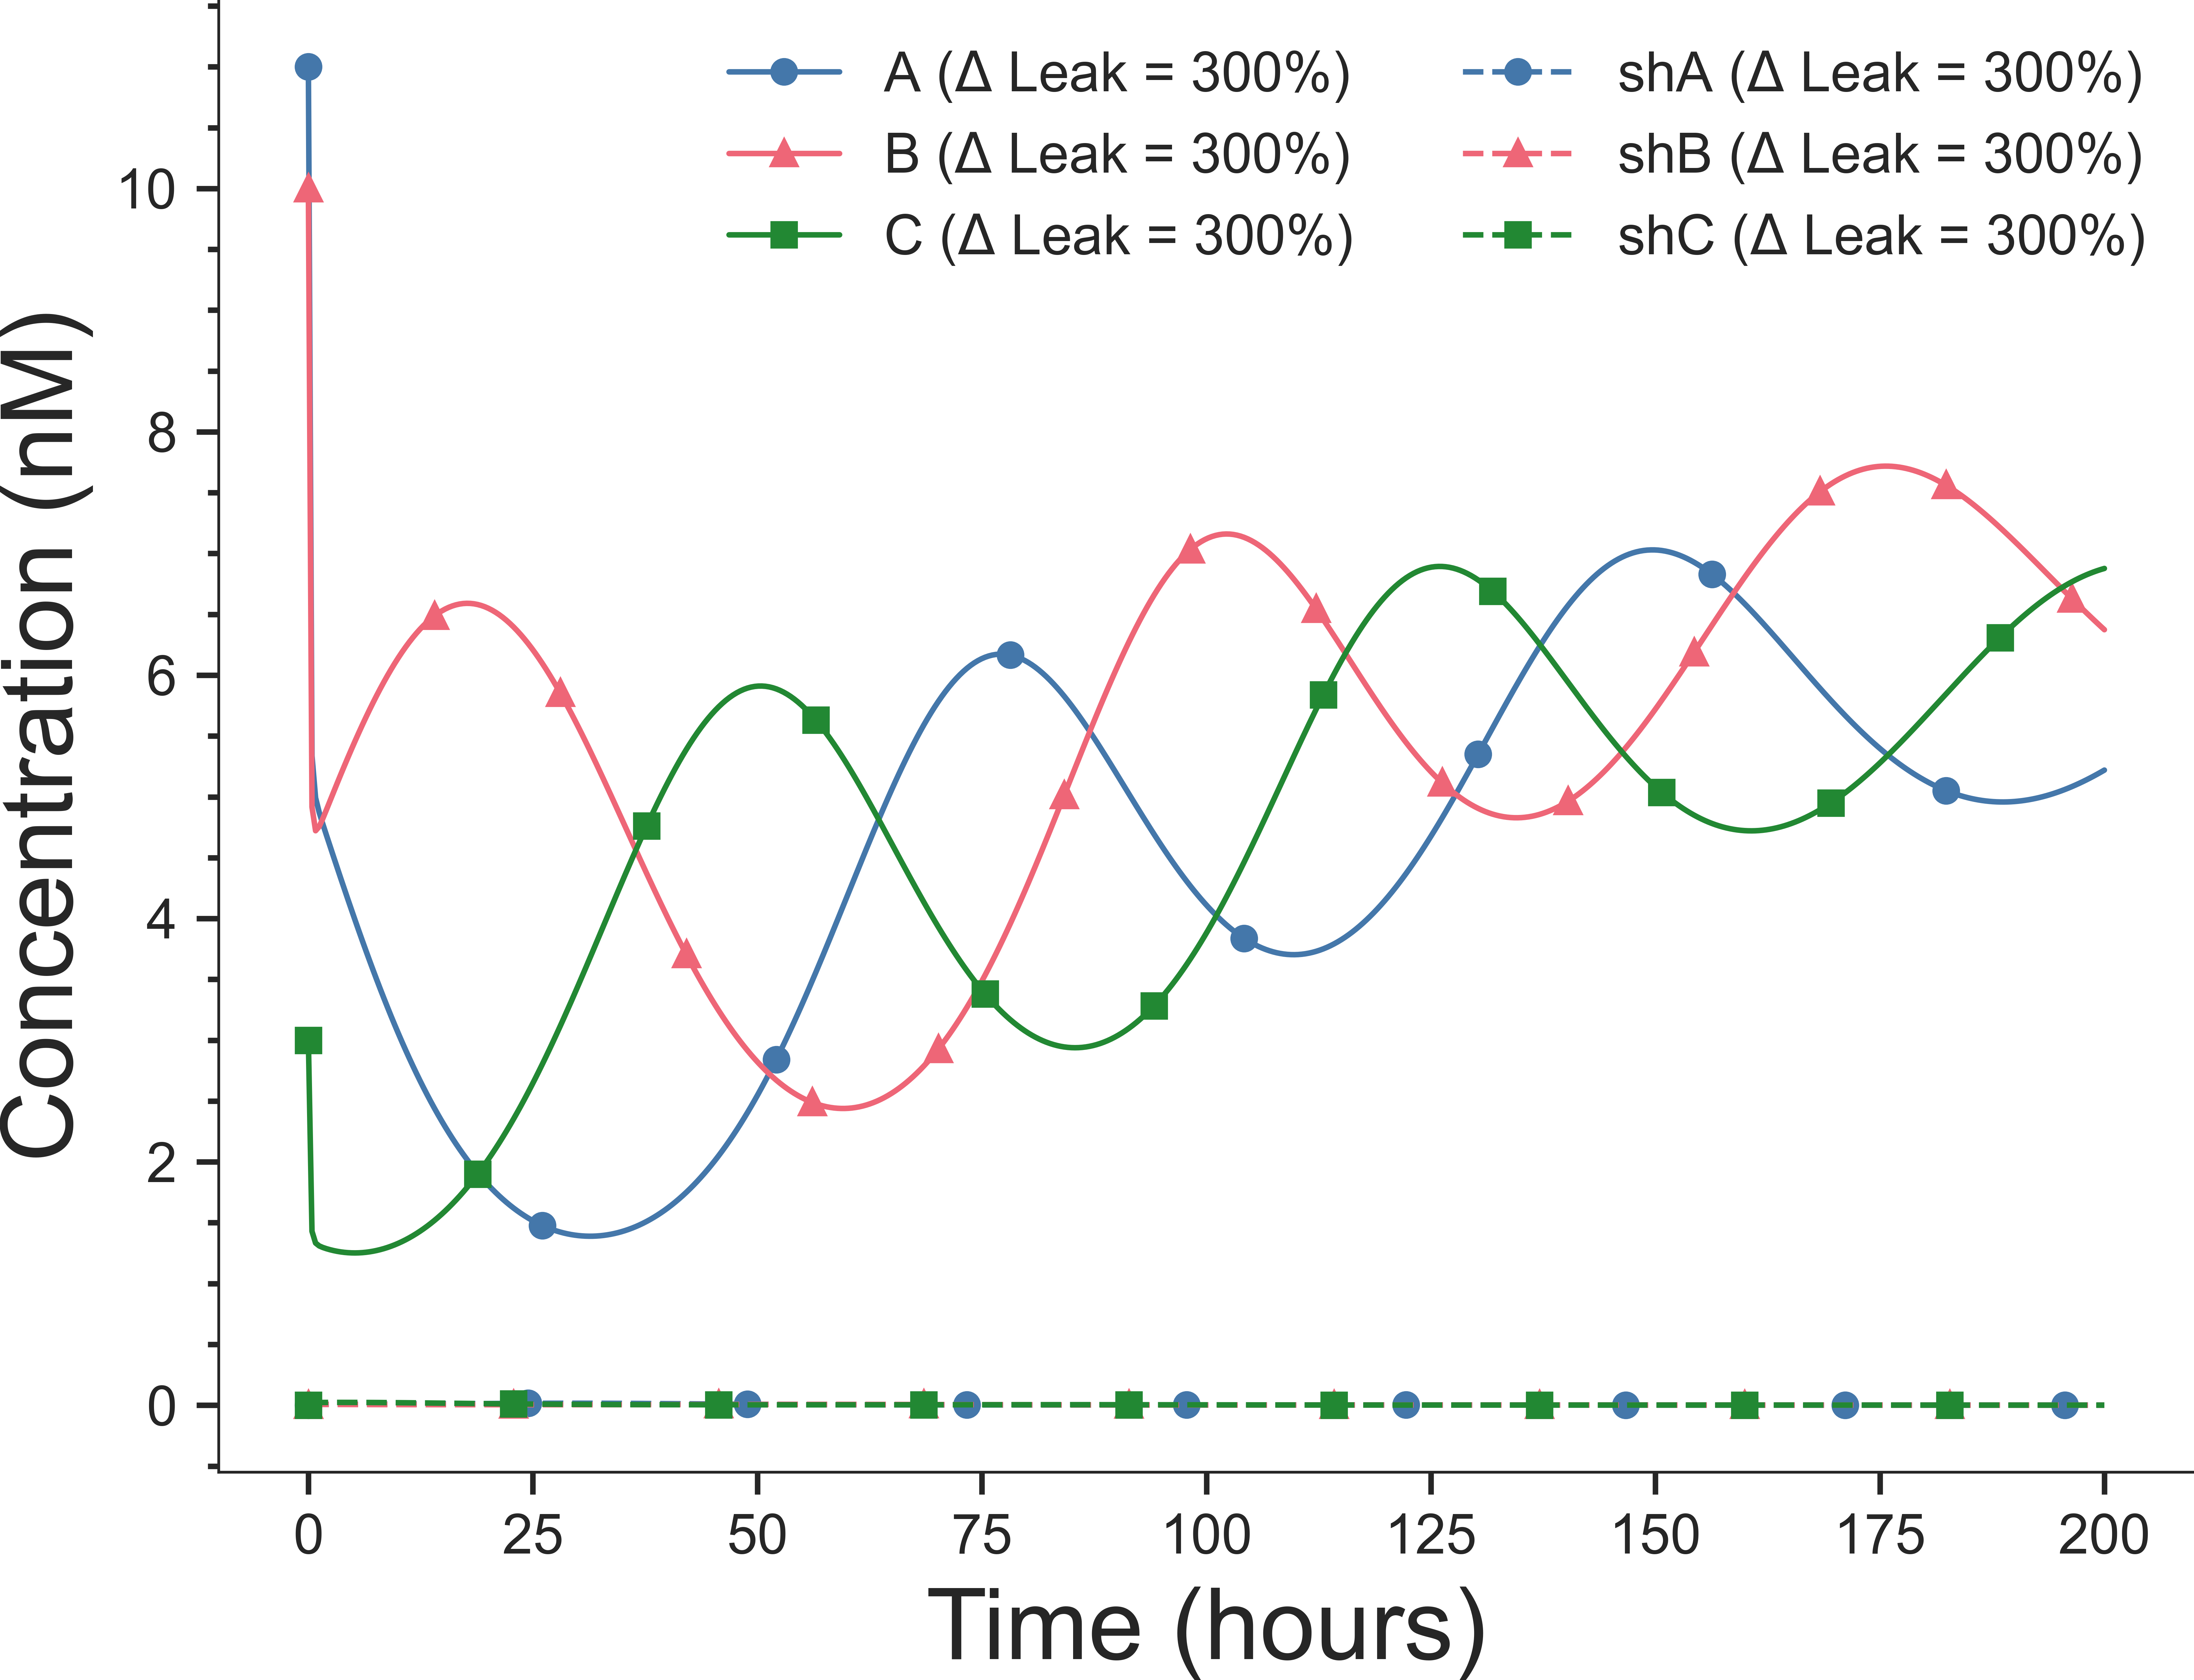 A (Δ Leak = 300%)
B (Δ Leak = 300%)
C (Δ Leak = 300%)
shA (Δ Leak = 300%)
shB (Δ Leak = 300%)
shC (Δ Leak = 300%)
Concentration (nM)
10
8
6
4
2
0
0 25 50 75 100 125 150 175 200
Time (hours)